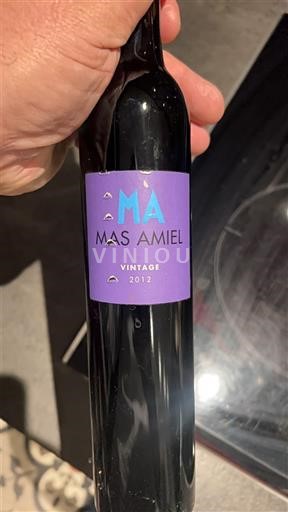 MA
MAS AMIEL
VINIOU
VINTAGE
2012